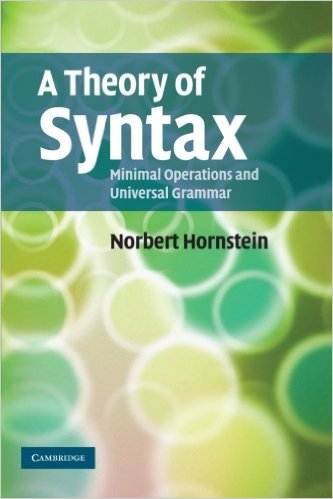 A Theory of
Syntax
Minimal Operations and
Universal Grammar
Norbert Hornstein
CAMBRIDGE